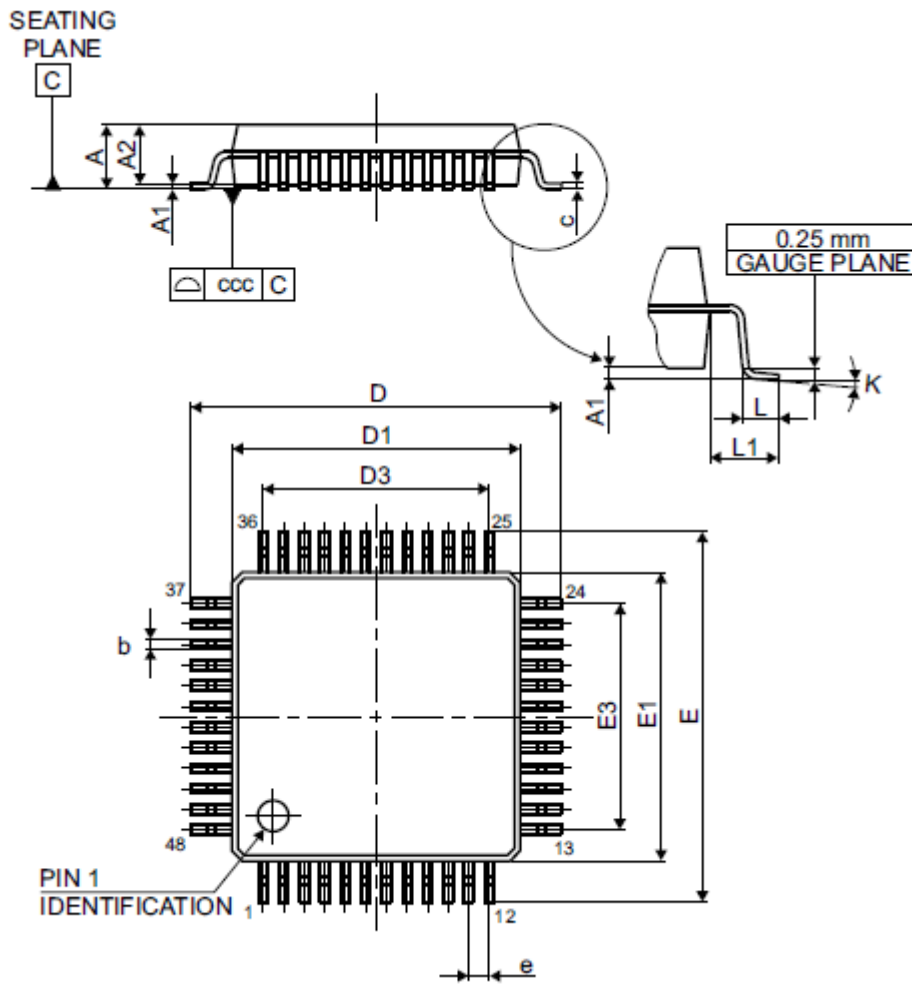 SEATING
PLANE
C
A
A2
A1
c
ccc C
0.25 mm
GAUGE PLANE
A1
K
L
L1
D
D1
D3
36
25
37
24
b
E3
E1
E
48
13
PIN 1
IDENTIFICATION
1
12
e